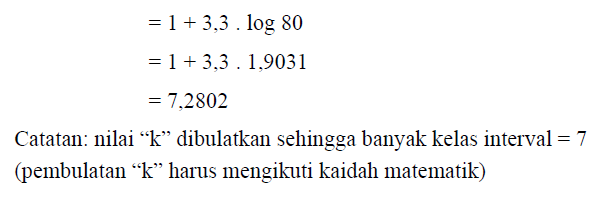 = 1 + 3,3 . log 80
= 1 + 3,3 . 1,9031
= 7,2802
Catatan: nilai “k” dibulatkan sehingga banyak kelas interval = 7
(pembulatan “k” harus mengikuti kaidah matematik)